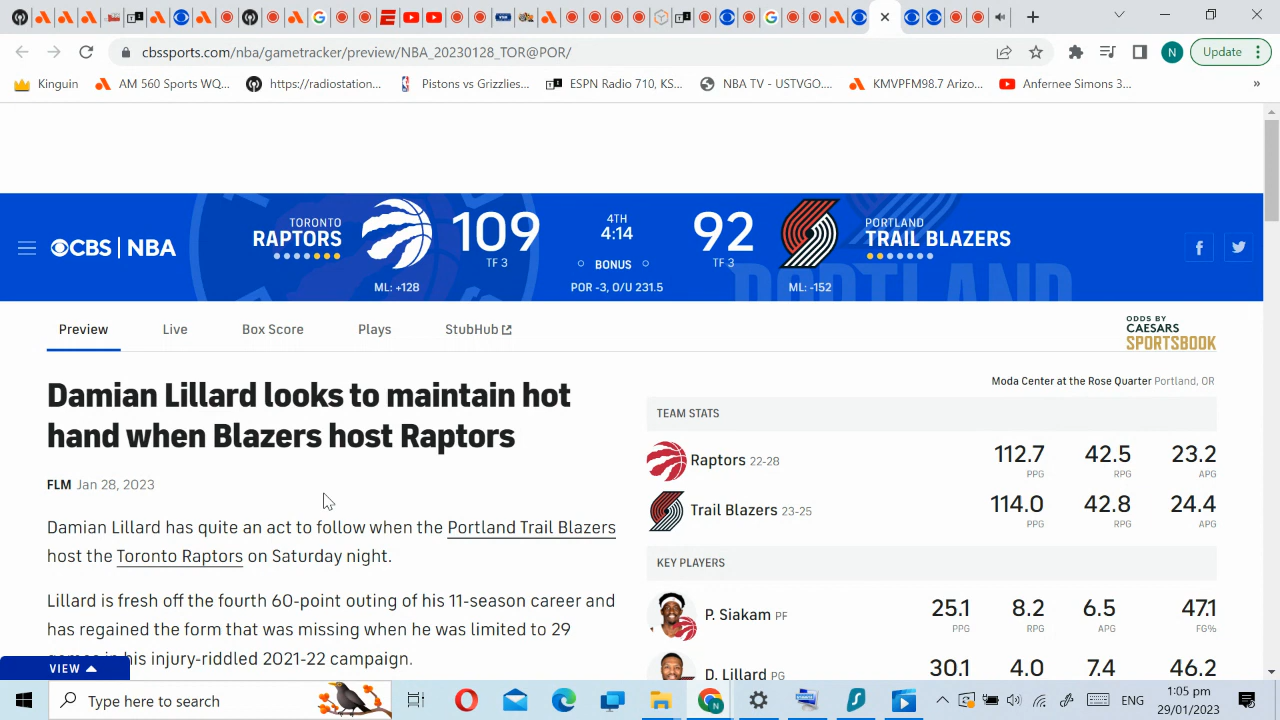 cbssports.com/nba/gametracker/preview/NBA_20230128_TOR@POR/
N
Update
Kinguin
AM 560 Sports WQ...
https://radiostation...
Pistons vs Grizzlies...
ESPN Radio 710, KS...
NBA TV - USTVGO....
KMVPFM98.7 Arizo...
Anfernee Simons 3...
»
CBS | NBA
TORONTO
RAPTORS
109
TF 3
ML: +128
4TH
4:14
BONUS
POR -3, O/U 231.5
92
TF 3
PORTLAND
TRAIL BLAZERS
ML: -152
PORTLAND
Preview
Live
Box Score
Plays
StubHub
ODDS BY
CAESARS
SPORTSBOOK
Damian Lillard looks to maintain hot
hand when Blazers host Raptors
FLM Jan 28, 2023
Damian Lillard has quite an act to follow when the Portland Trail Blazers
host the Toronto Raptors on Saturday night.
Lillard is fresh off the fourth 60-point outing of his 11-season career and
has regained the form that was missing when he was limited to 29
games in his injury-riddled 2021-22 campaign.
Moda Center at the Rose Quarter Portland, OR
TEAM STATS
Raptors 22-28
112.7 42.5 23.2
PPG RPG APG
Trail Blazers 23-25
114.0 42.8 24.4
PPG RPG APG
KEY PLAYERS
P. Siakam PF
25.1 8.2 6.5 47.1
PPG RPG APG FG%
D. Lillard PG
30.1 4.0 7.4 46.2
VIEW
Type here to search
N
ENG
1:05 pm
29/01/2023